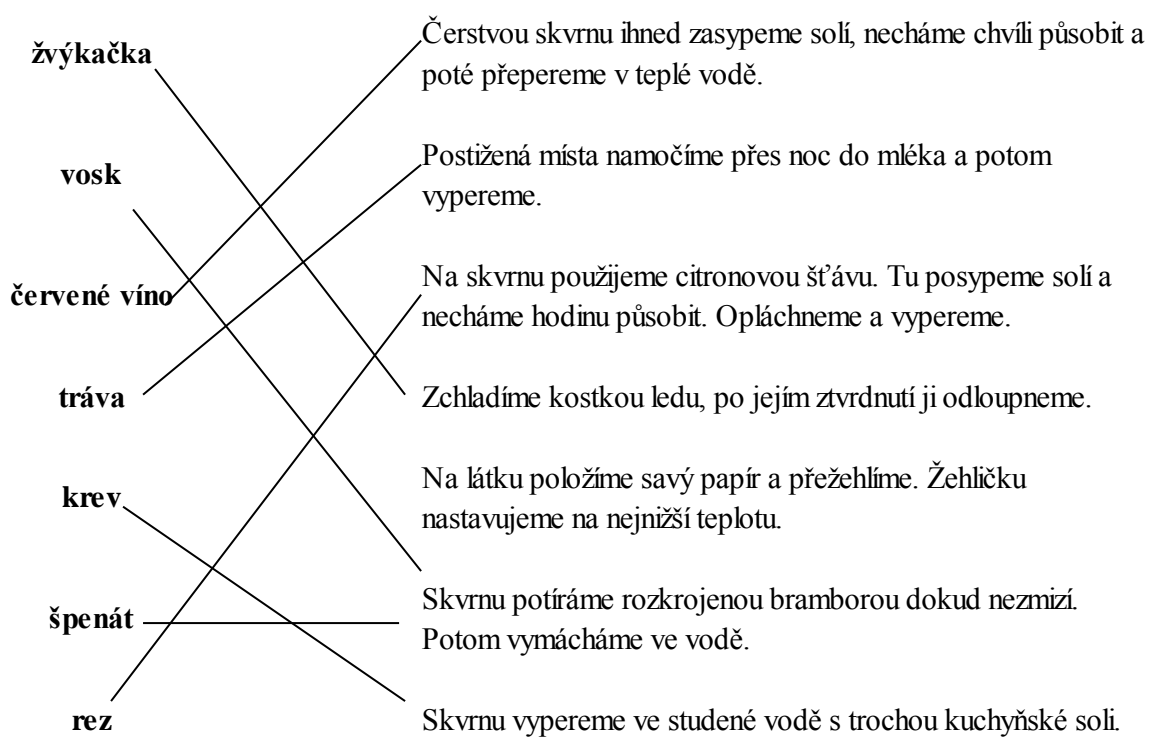 žvýkačka
Čerstvou skvrnu ihned zasypeme solí, necháme chvíli působit a
poté přepereme v teplé vodě.
vosk
Postižená místa namočíme přes noc do mléka a potom
vypereme.
červené víno
Na skvrnu použijeme citronovou šťávu. Tu posypeme solí a
necháme hodinu působit. Opláchneme a vypereme.
tráva
Zchladíme kostkou ledu, po jejím ztvrdnutí ji odloupneme.
krev
Na látku položíme savý papír a přežehlíme. Žehličku
nastavujeme na nejnižší teplotu.
špenát
Skvrnu potíráme rozkrojenou bramborou dokud nezmizí.
Potom vymácháme ve vodě.
rez
Skvrnu vypereme ve studené vodě s trochou kuchyňské soli.